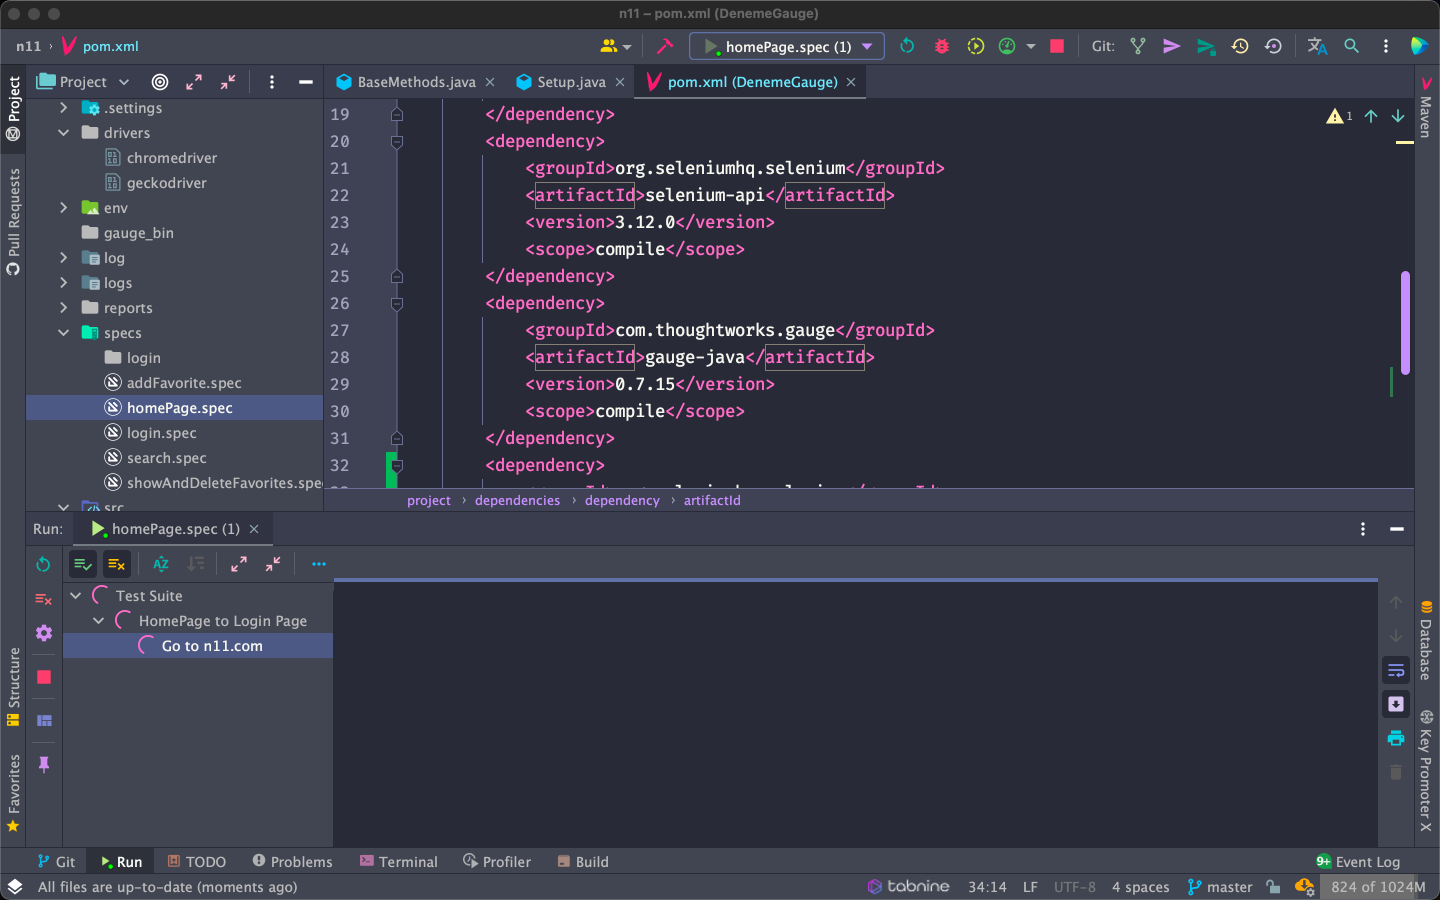 n11 – pom.xml (DenemeGauge)
n11 › pom.xml
homePage.spec (1)
Git:
Project
BaseMethods.java
Setup.java
pom.xml (DenemeGauge)
Project
Pull Requests
Structure
Favorites
.settings
drivers
chromedriver
geckodriver
env
gauge_bin
log
logs
reports
specs
login
addFavorite.spec
homePage.spec
login.spec
search.spec
showAndDeleteFavorites.spe
src
19 </dependency>
20 <dependency>
21 <groupId>org.seleniumhq.selenium</groupId>
22 <artifactId>selenium-api</artifactId>
23 <version>3.12.0</version>
24 <scope>compile</scope>
25 </dependency>
26 <dependency>
27 <groupId>com.thoughtworks.gauge</groupId>
28 <artifactId>gauge-java</artifactId>
29 <version>0.7.15</version>
30 <scope>compile</scope>
31 </dependency>
32 <dependency>
1
project › dependencies › dependency › artifactId
Maven
Database
Key Promoter X
Run: homePage.spec (1)
Test Suite
HomePage to Login Page
Go to n11.com
Git
Run
TODO
Problems
Terminal
Profiler
Build
9+ Event Log
All files are up-to-date (moments ago)
tabnine
34:14
LF
UTF-8
4 spaces
master
824 of 1024M